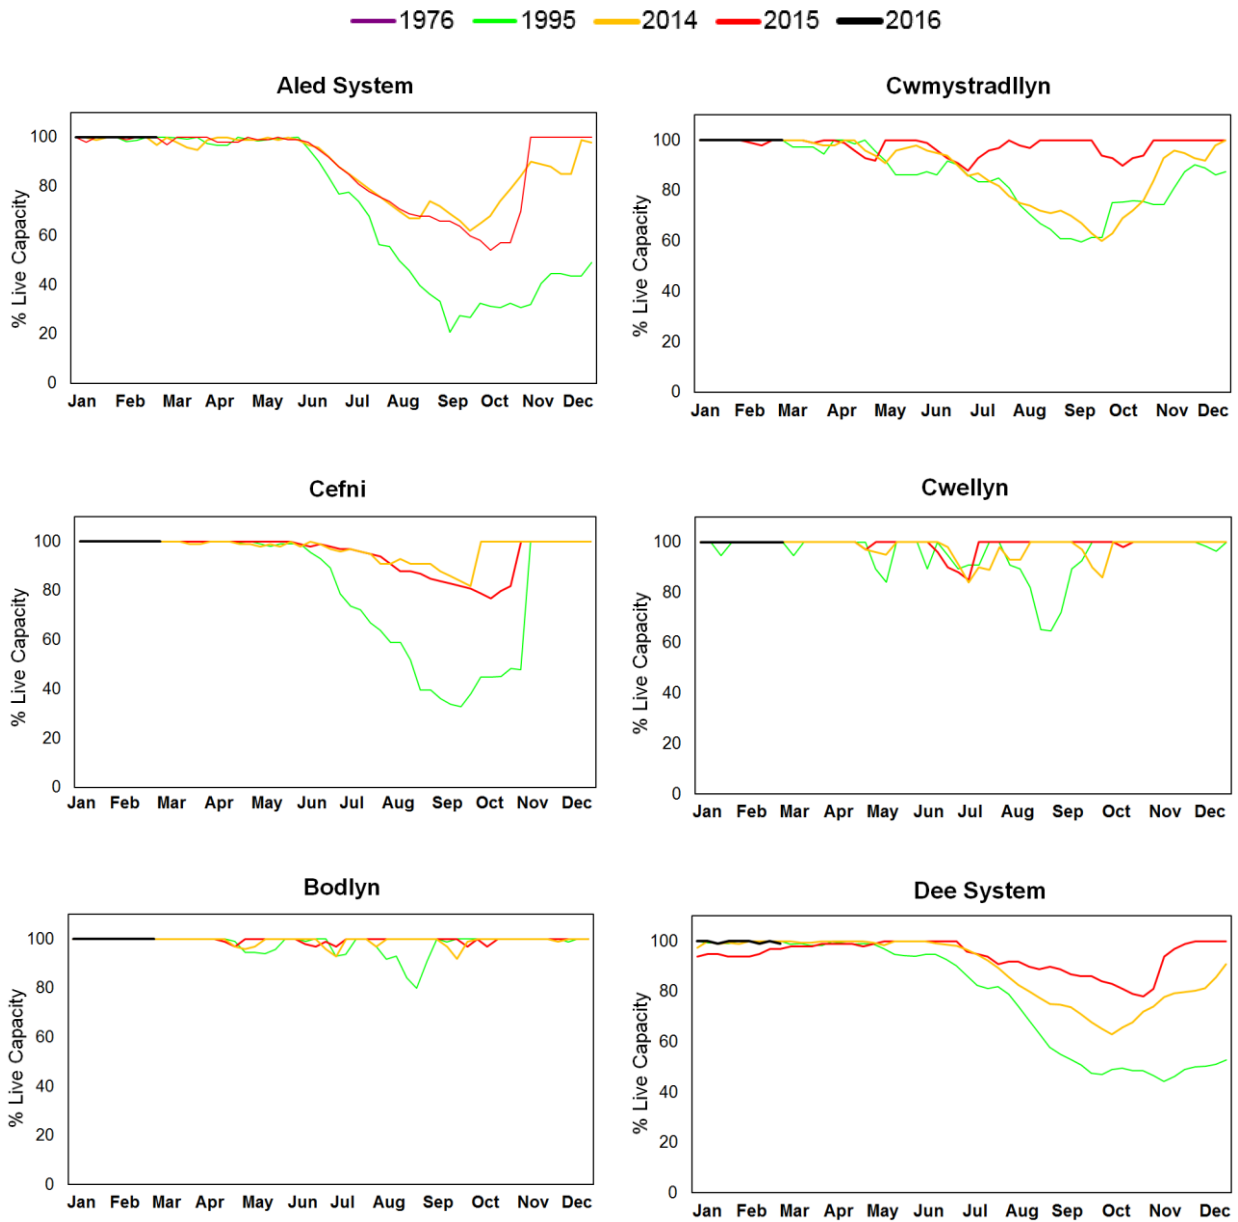 1976 1995 2014 2015 2016
Aled System
% Live Capacity
100
80
60
40
20
0
Jan Feb Mar Apr May Jun Jul Aug Sep Oct Nov Dec
Cwmystradllyn
% Live Capacity
100
80
60
40
20
0
Jan Feb Mar Apr May Jun Jul Aug Sep Oct Nov Dec
Cefni
% Live Capacity
100
80
60
40
20
0
Jan Feb Mar Apr May Jun Jul Aug Sep Oct Nov Dec
Cwellyn
% Live Capacity
100
80
60
40
20
0
Jan Feb Mar Apr May Jun Jul Aug Sep Oct Nov Dec
Bodlyn
% Live Capacity
100
80
60
40
20
0
Jan Feb Mar Apr May Jun Jul Aug Sep Oct Nov Dec
Dee System
% Live Capacity
100
80
60
40
20
0
Jan Feb Mar Apr May Jun Jul Aug Sep Oct Nov Dec